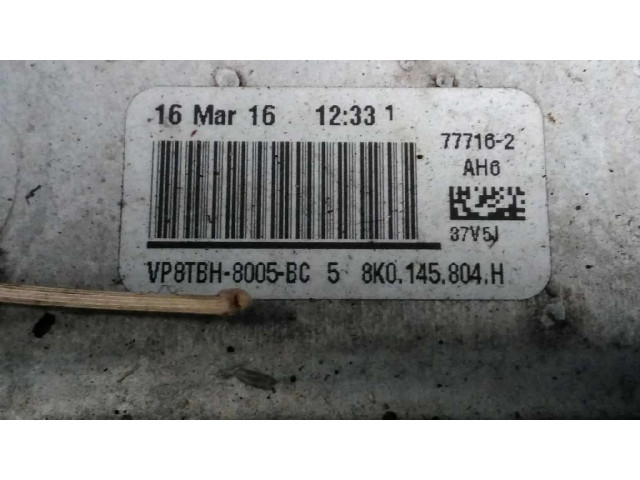 16 Mar 16 12:33 1
77716-2
AH6
37V5J
VP8TBH-8005-BC 5 8K0.145.804.H